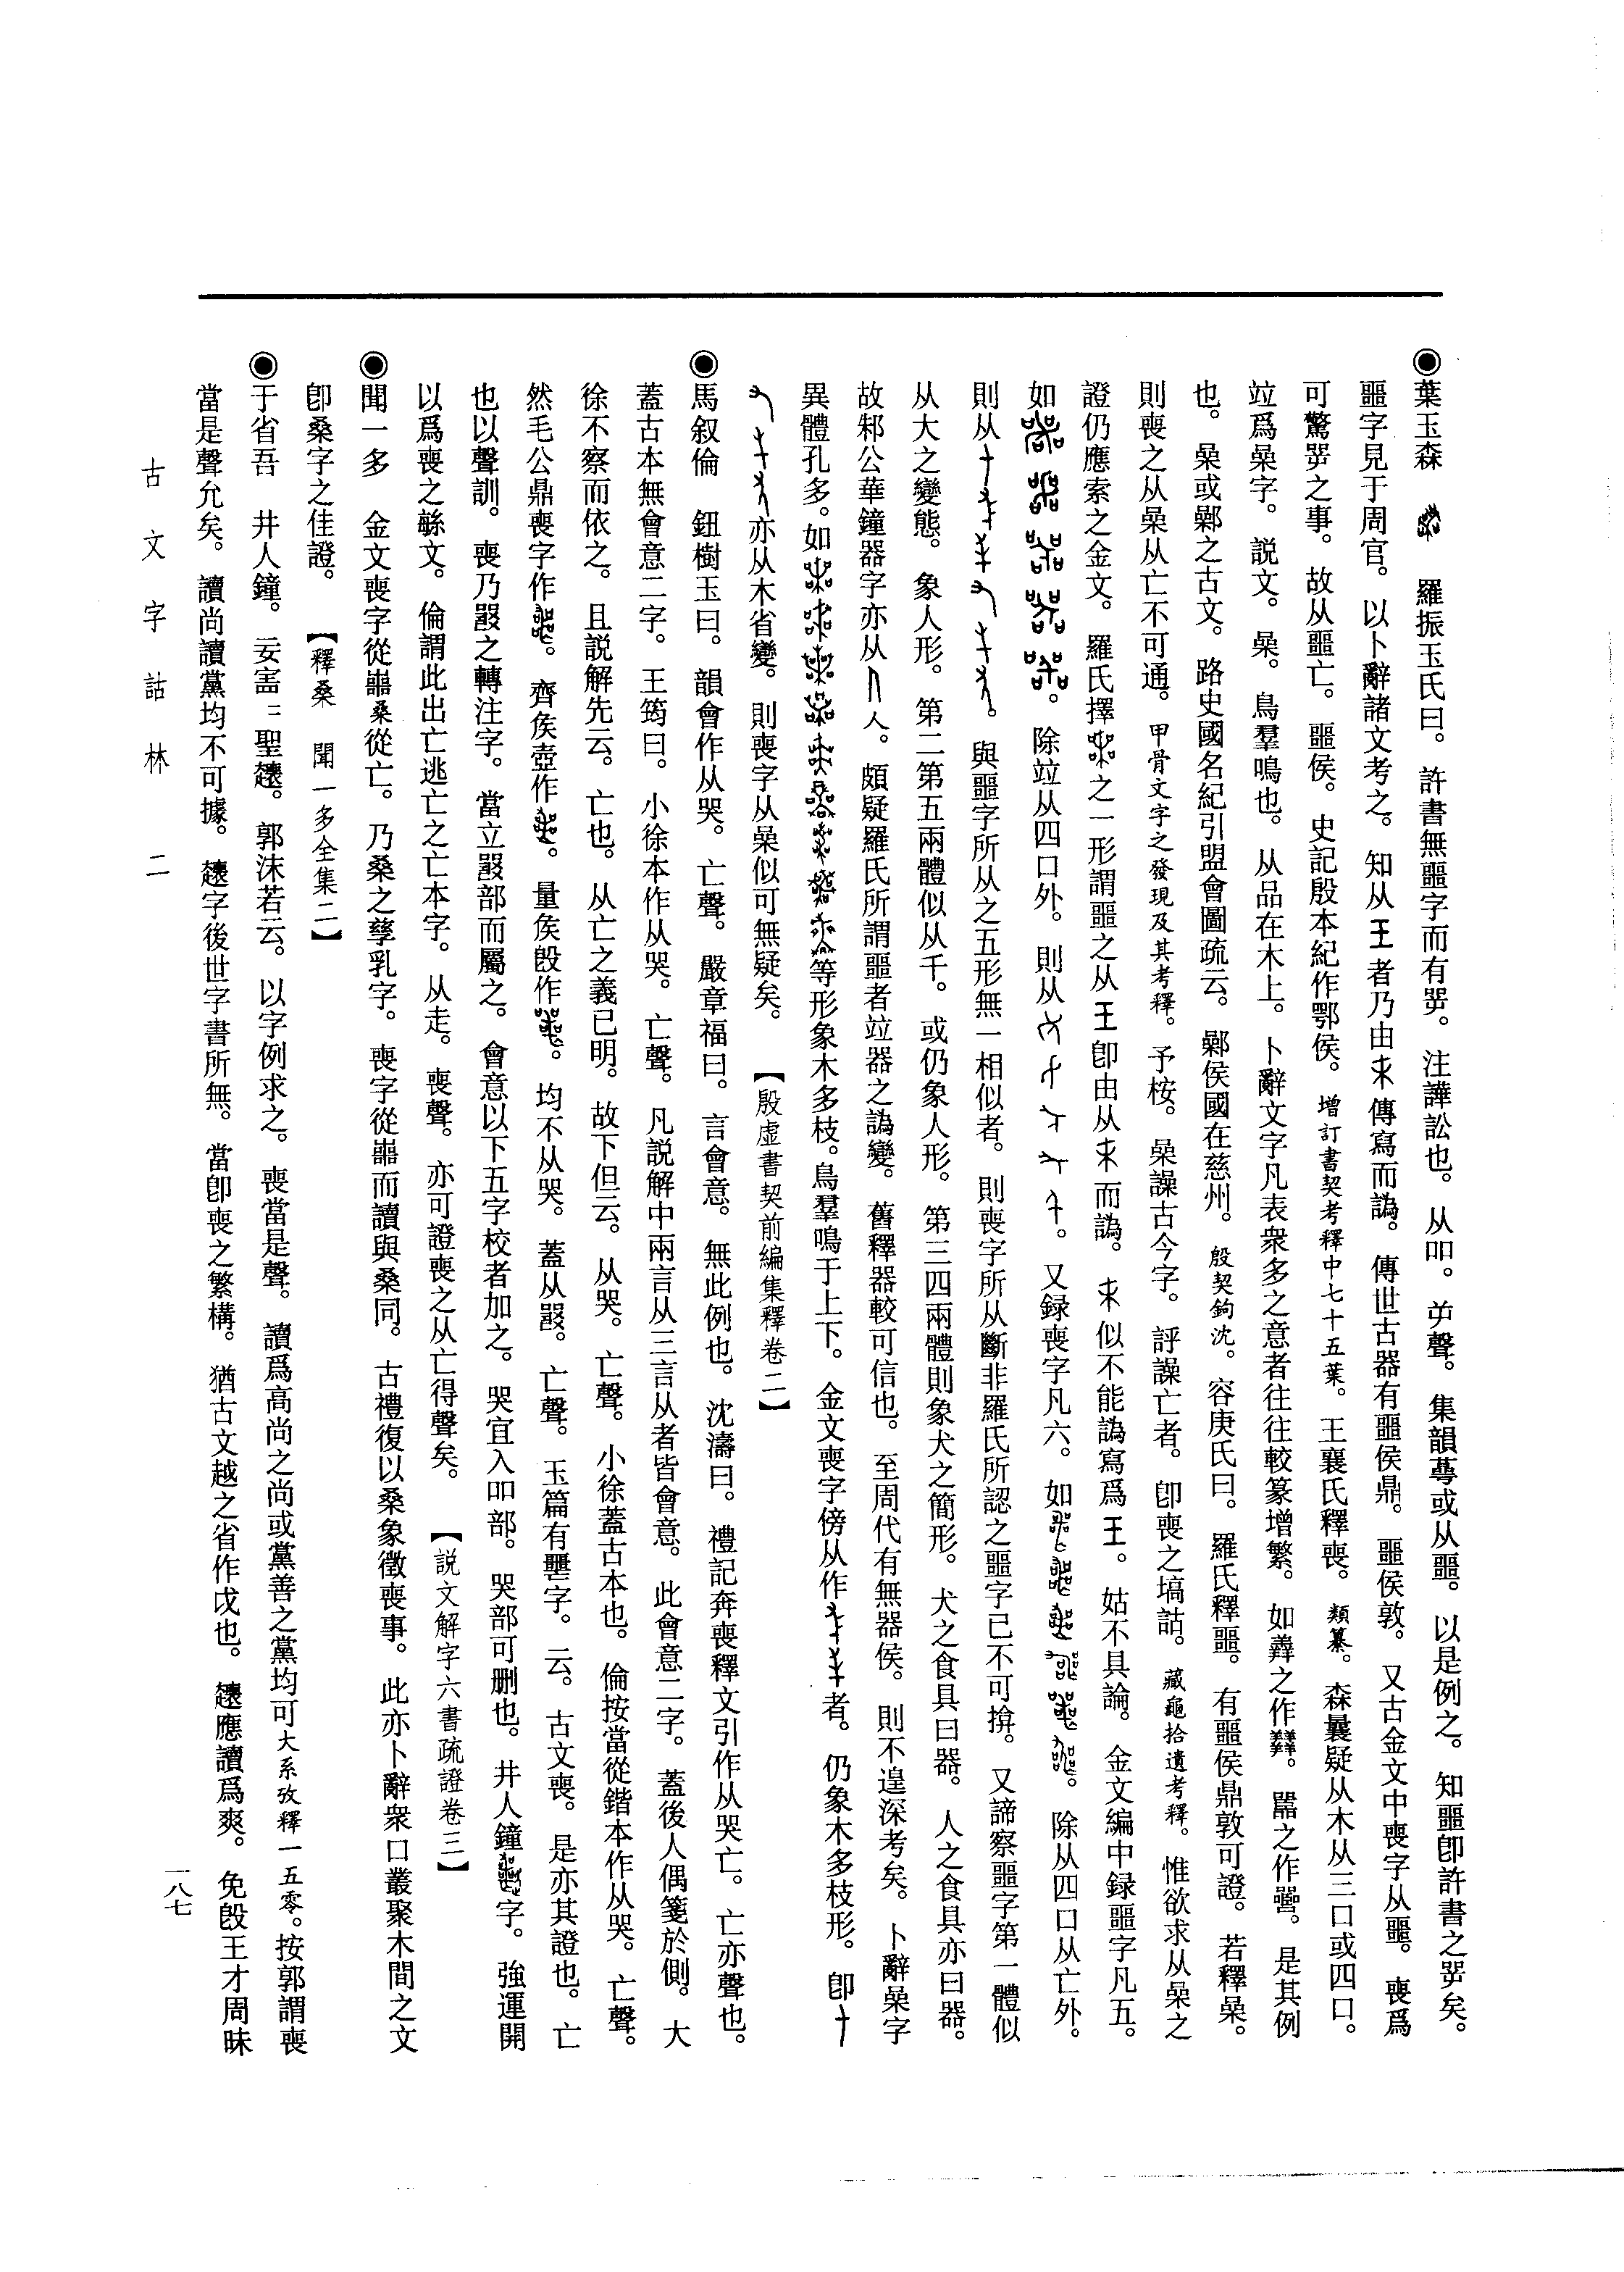 ●葉玉森　羅振玉氏曰。許書無噩字而有咢。注譁訟也。从吅。屰聲。集韻蕚或从噩。以是例之。知噩卽許書之咢矣。
噩字見于周官。以卜辭諸文考之。知从王者乃由傳寫而譌。傳世古器有噩侯鼎。噩侯敦。又古金文中喪字从噩。喪爲
可驚咢之事。故从噩亡。噩侯。史記殷本紀作鄂侯。增訂書契考釋中七十五葉。王襄氏釋喪。類纂。森曩疑从木从三口或四口。
竝爲喿字。説文。喿。鳥羣鳴也。从品在木上。卜辭文字凡表衆多之意者往往較篆增繁。如羴之作。囂之作。是其例
也。喿或鄵之古文。路史國名紀引盟會圖疏云。鄵侯國在慈州。殷契鉤沈。容庚氏曰。羅氏釋噩。有噩侯鼎敦可證。若釋喿。
則喪之从喿从亡不可通。甲骨文字之發現及其考釋。予桉。喿譟古今字。評譟亡者。卽喪之塙詁。藏龜拾遺考釋。惟欲求从喿之
證仍應索之金文。羅氏擇之一形謂噩之从王卽由从而譌。似不能譌寫爲王。姑不具論。金文編中録噩字凡五。
如。除竝从四口外。則从。又録喪字凡六。如。除从四口从亡外。
則从。與噩字所从之五形無一相似者。則喪字所从斷非羅氏所認之噩字已不可揜。又諦察噩字第一體似
从大之變態。象人形。第二第五兩體似从千。或仍象人形。第三四兩體則象犬之簡形。犬之食具曰器。人之食具亦曰器。
故邾公華鐘器字亦从人。頗疑羅氏所謂噩者竝器之譌變。舊釋器較可信也。至周代有無器侯。則不遑深考矣。卜辭喿字
異體孔多。如等形象木多枝。鳥羣鳴于上下。金文喪字傍从作者。仍象木多枝形。卽
亦从木省變。則喪字从喿似可無疑矣。【殷虛書契前編集釋卷二】
●馬叙倫　鈕樹玉曰。韻會作从哭。亡聲。嚴章福曰。言會意。無此例也。沈濤曰。禮記奔喪釋文引作从哭亡。亡亦聲也。
蓋古本無會意二字。王筠曰。小徐本作从哭。亡聲。凡説解中兩言从三言从者皆會意。此會意二字。蓋後人偶箋於側。大
徐不察而依之。且説解先云。亡也。从亡之義已明。故下但云。从哭。亡聲。小徐蓋古本也。倫按當從鍇本作从哭。亡聲。
然毛公鼎喪字作。齊矦壺作。量矦𣪘作。均不从哭。蓋从。亡聲。玉篇有字。云。古文喪。是亦其證也。亡
也以聲訓。喪乃之轉注字。當立部而屬之。會意以下五字校者加之。哭宜入吅部。哭部可删也。井人鐘字。強運開
以爲喪之緐文。倫謂此出亡逃亡之亡本字。从走。喪聲。亦可證喪之从亡得聲矣。【説文解字六書疏證卷三】
●聞一多　金文喪字從桑從亡。乃桑之孳乳字。喪字從而讀與桑同。古禮復以桑象徵喪事。此亦卜辭衆口叢聚木間之文
卽桑字之佳證。【釋桑　聞一多全集二】
●于省吾　井人鐘。妄𡩜=聖。郭沫若云。以字例求之。喪當是聲。讀爲高尚之尚或黨善之黨均可大系攷釋一五零。按郭謂喪
當是聲允矣。讀尚讀黨均不可據。字後世字書所無。當卽喪之繁構。猶古文越之省作戉也。應讀爲爽。免𣪘王才周昧
古文字詁林　二
一八七